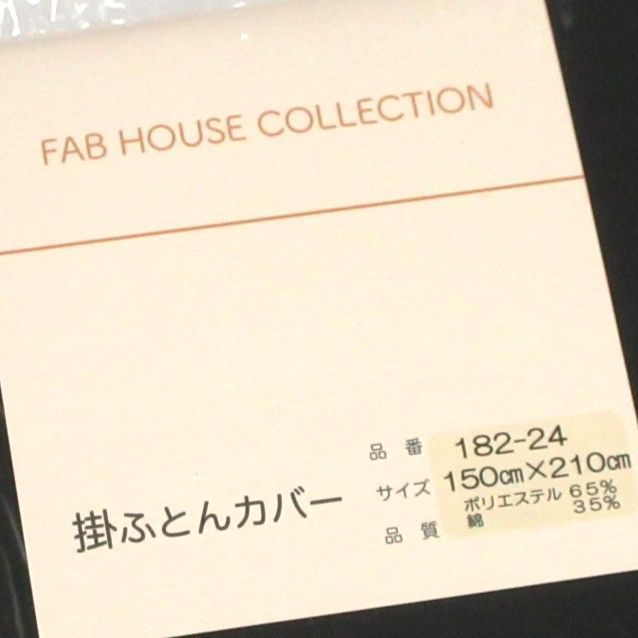 FAB HOUSE COLLECTION
掛ふとんカバー
品番 182-24
サイズ 150㎝×210㎝
品質 ポリエステル 65%
綿 35%